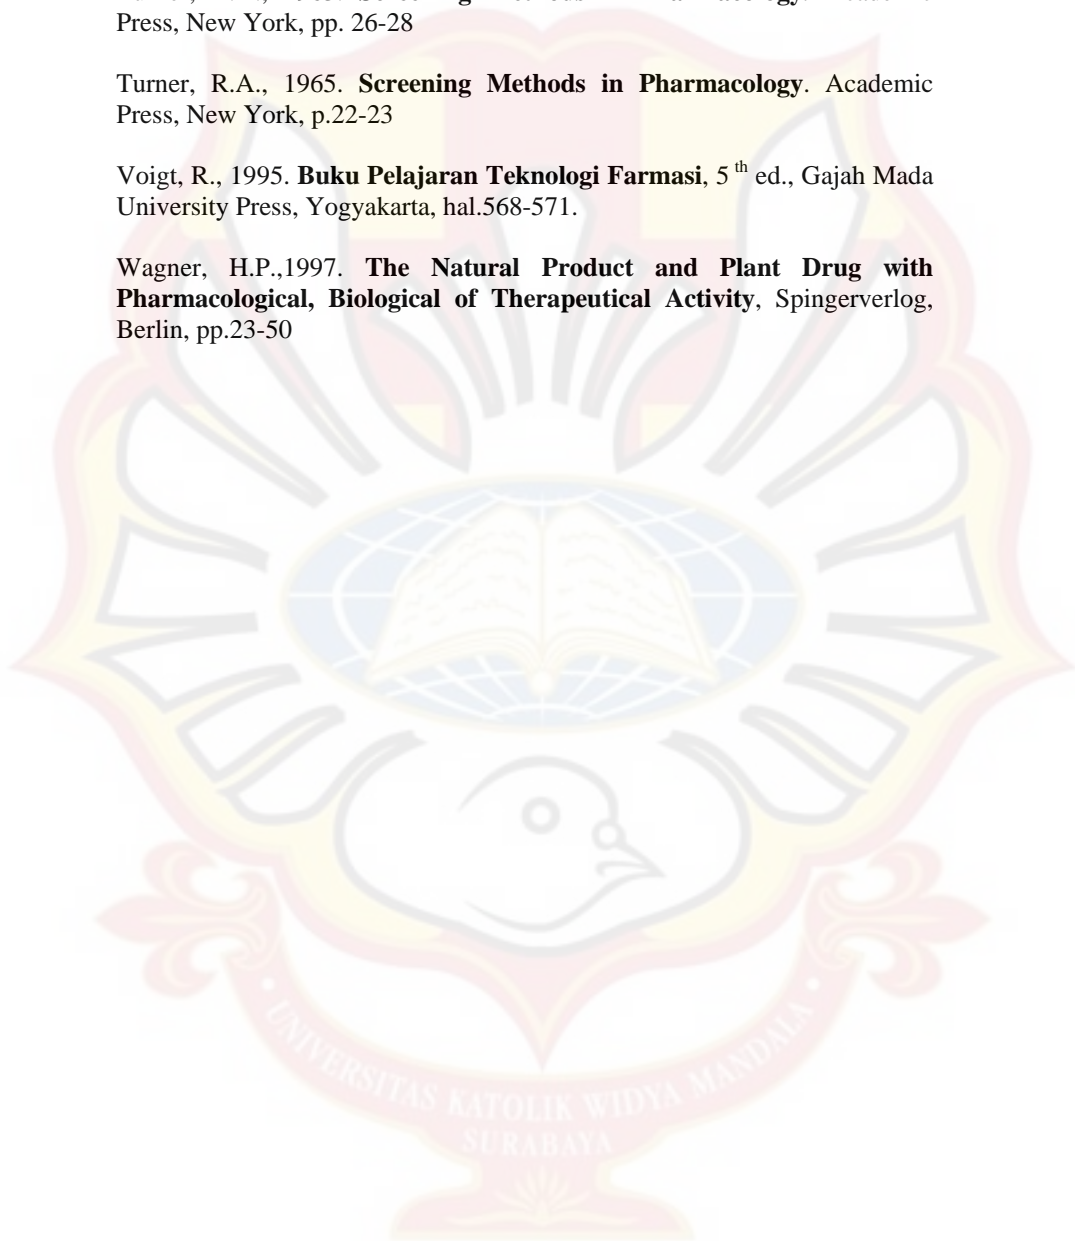 Press, New York, pp. 26-28
Turner, R.A., 1965. Screening Methods in Pharmacology. Academic
Press, New York, p.22-23
Voigt, R., 1995. Buku Pelajaran Teknologi Farmasi, 5 th ed., Gajah Mada
University Press, Yogyakarta, hal.568-571.
Wagner, H.P.,1997. The Natural Product and Plant Drug with
Pharmacological, Biological of Therapeutical Activity, Spingerverlog,
Berlin, pp.23-50
UNIVERSITAS KATOLIK WIDYA MANDALA
SURABAYA